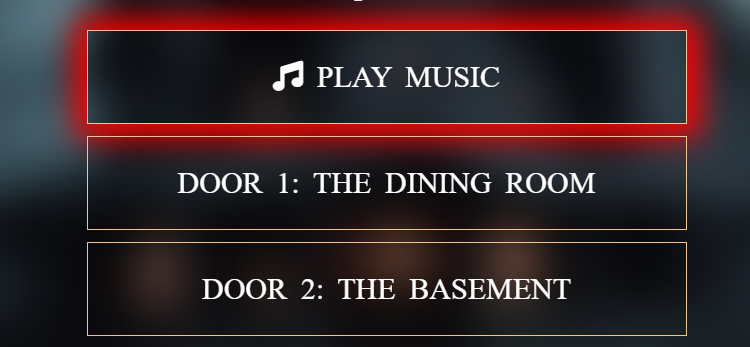 PLAY MUSIC
DOOR 1: THE DINING ROOM
DOOR 2: THE BASEMENT